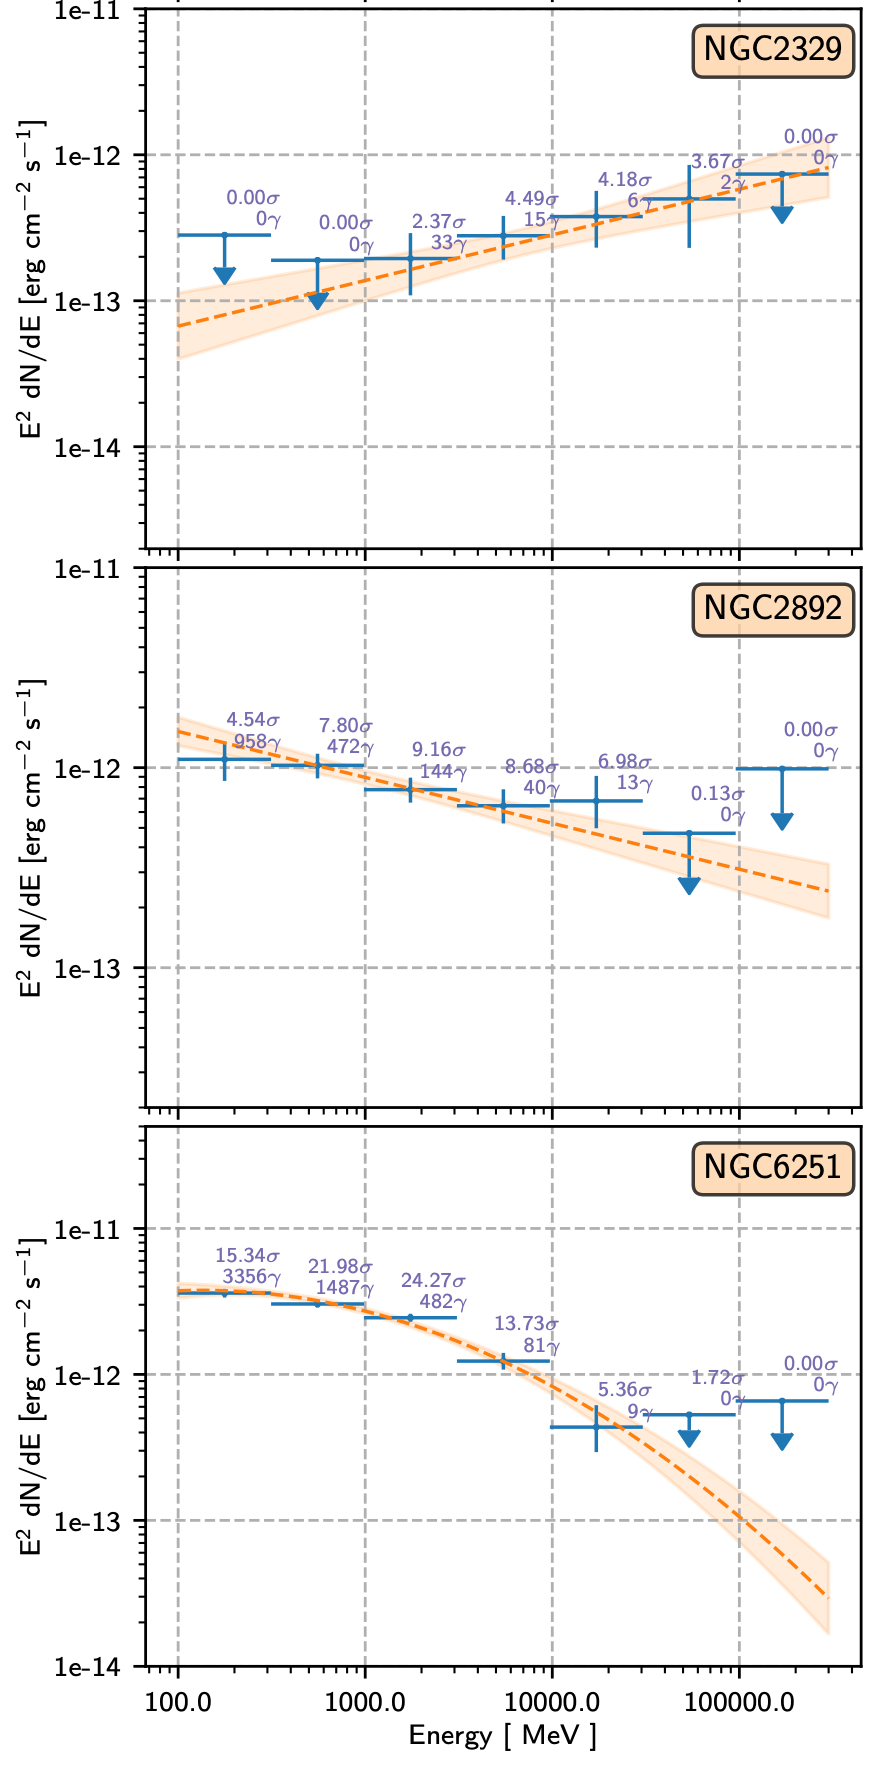 1e-11
NGC2329
E² dN/dE [erg cm⁻² s⁻¹]
1e-12
1e-13
1e-14
0.00σ
0γ
0.00σ
0γ
2.37σ
33γ
4.49σ
15γ
4.18σ
6γ
3.67σ
2γ
0.00σ
0γ
1e-11
NGC2892
E² dN/dE [erg cm⁻² s⁻¹]
1e-12
1e-13
4.54σ
958γ
7.80σ
472γ
9.16σ
144γ
8.68σ
40γ
6.98σ
13γ
0.13σ
0γ
0.00σ
0γ
NGC6251
E² dN/dE [erg cm⁻² s⁻¹]
1e-11
1e-12
1e-13
1e-14
15.34σ
3356γ
21.98σ
1487γ
24.27σ
482γ
13.73σ
81γ
5.36σ
9γ
1.72σ
0γ
0.00σ
0γ
100.0 1000.0 10000.0 100000.0
Energy [ MeV ]